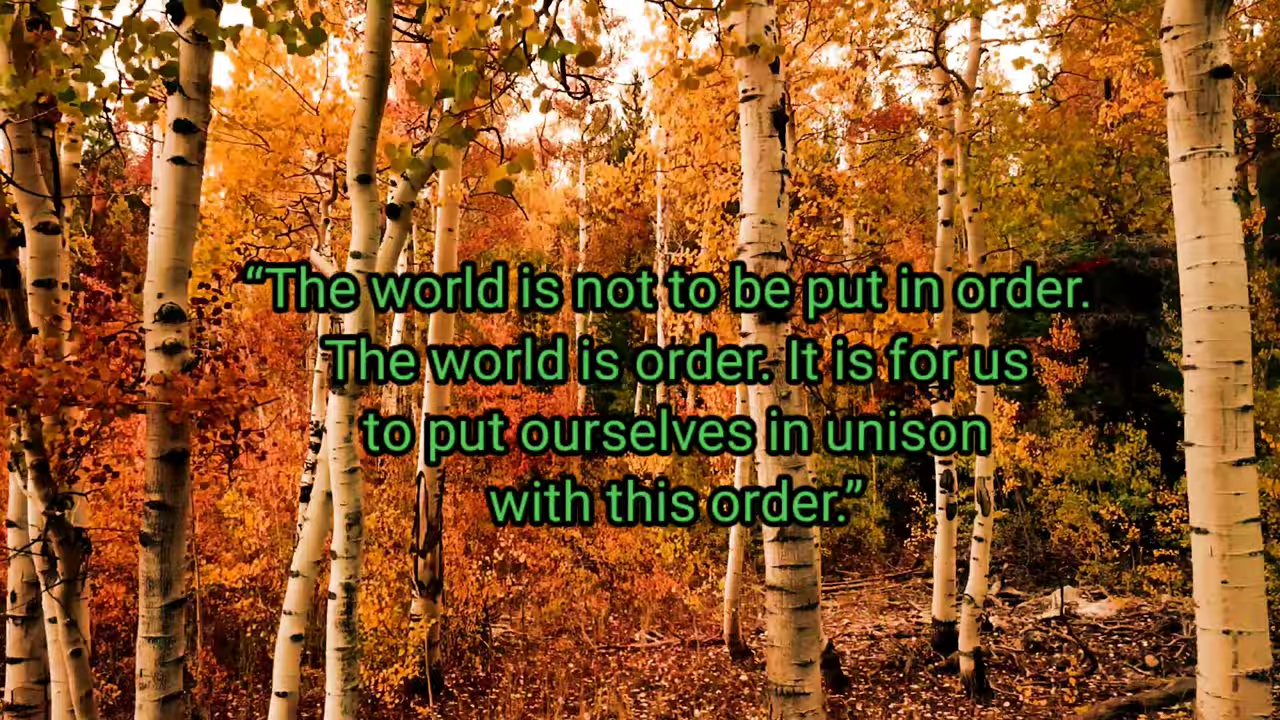 “The world is not to be put in order.
The world is order. It is for us
to put ourselves in unison
with this order.”